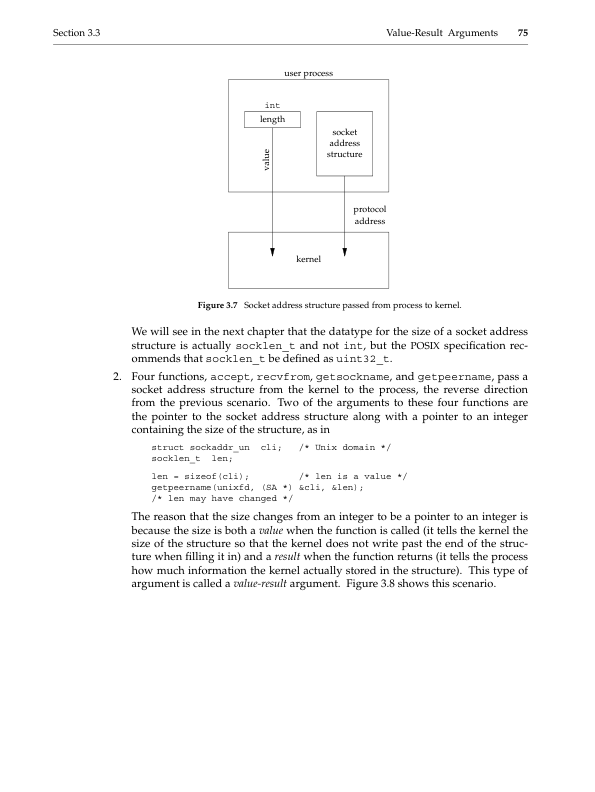 Section 3.3 Value-Result Arguments 75
user process
int
length
socket
address
structure
value
protocol
address
kernel
Figure 3.7 Socket address structure passed from process to kernel.
We will see in the next chapter that the datatype for the size of a socket address
structure is actually socklen_t and not int, but the POSIX specification rec-
ommends that socklen_t be defined as uint32_t.
2. Four functions, accept, recvfrom, getsockname, and getpeername, pass a
socket address structure from the kernel to the process, the reverse direction
from the previous scenario. Two of the arguments to these four functions are
the pointer to the socket address structure along with a pointer to an integer
containing the size of the structure, as in
struct sockaddr_un cli; /* Unix domain */
socklen_t len;
len = sizeof(cli); /* len is a value */
getpeername(unixfd, (SA *) &cli, &len);
/* len may have changed */
The reason that the size changes from an integer to be a pointer to an integer is
because the size is both a value when the function is called (it tells the kernel the
size of the structure so that the kernel does not write past the end of the struc-
ture when filling it in) and a result when the function returns (it tells the process
how much information the kernel actually stored in the structure). This type of
argument is called a value-result argument. Figure 3.8 shows this scenario.